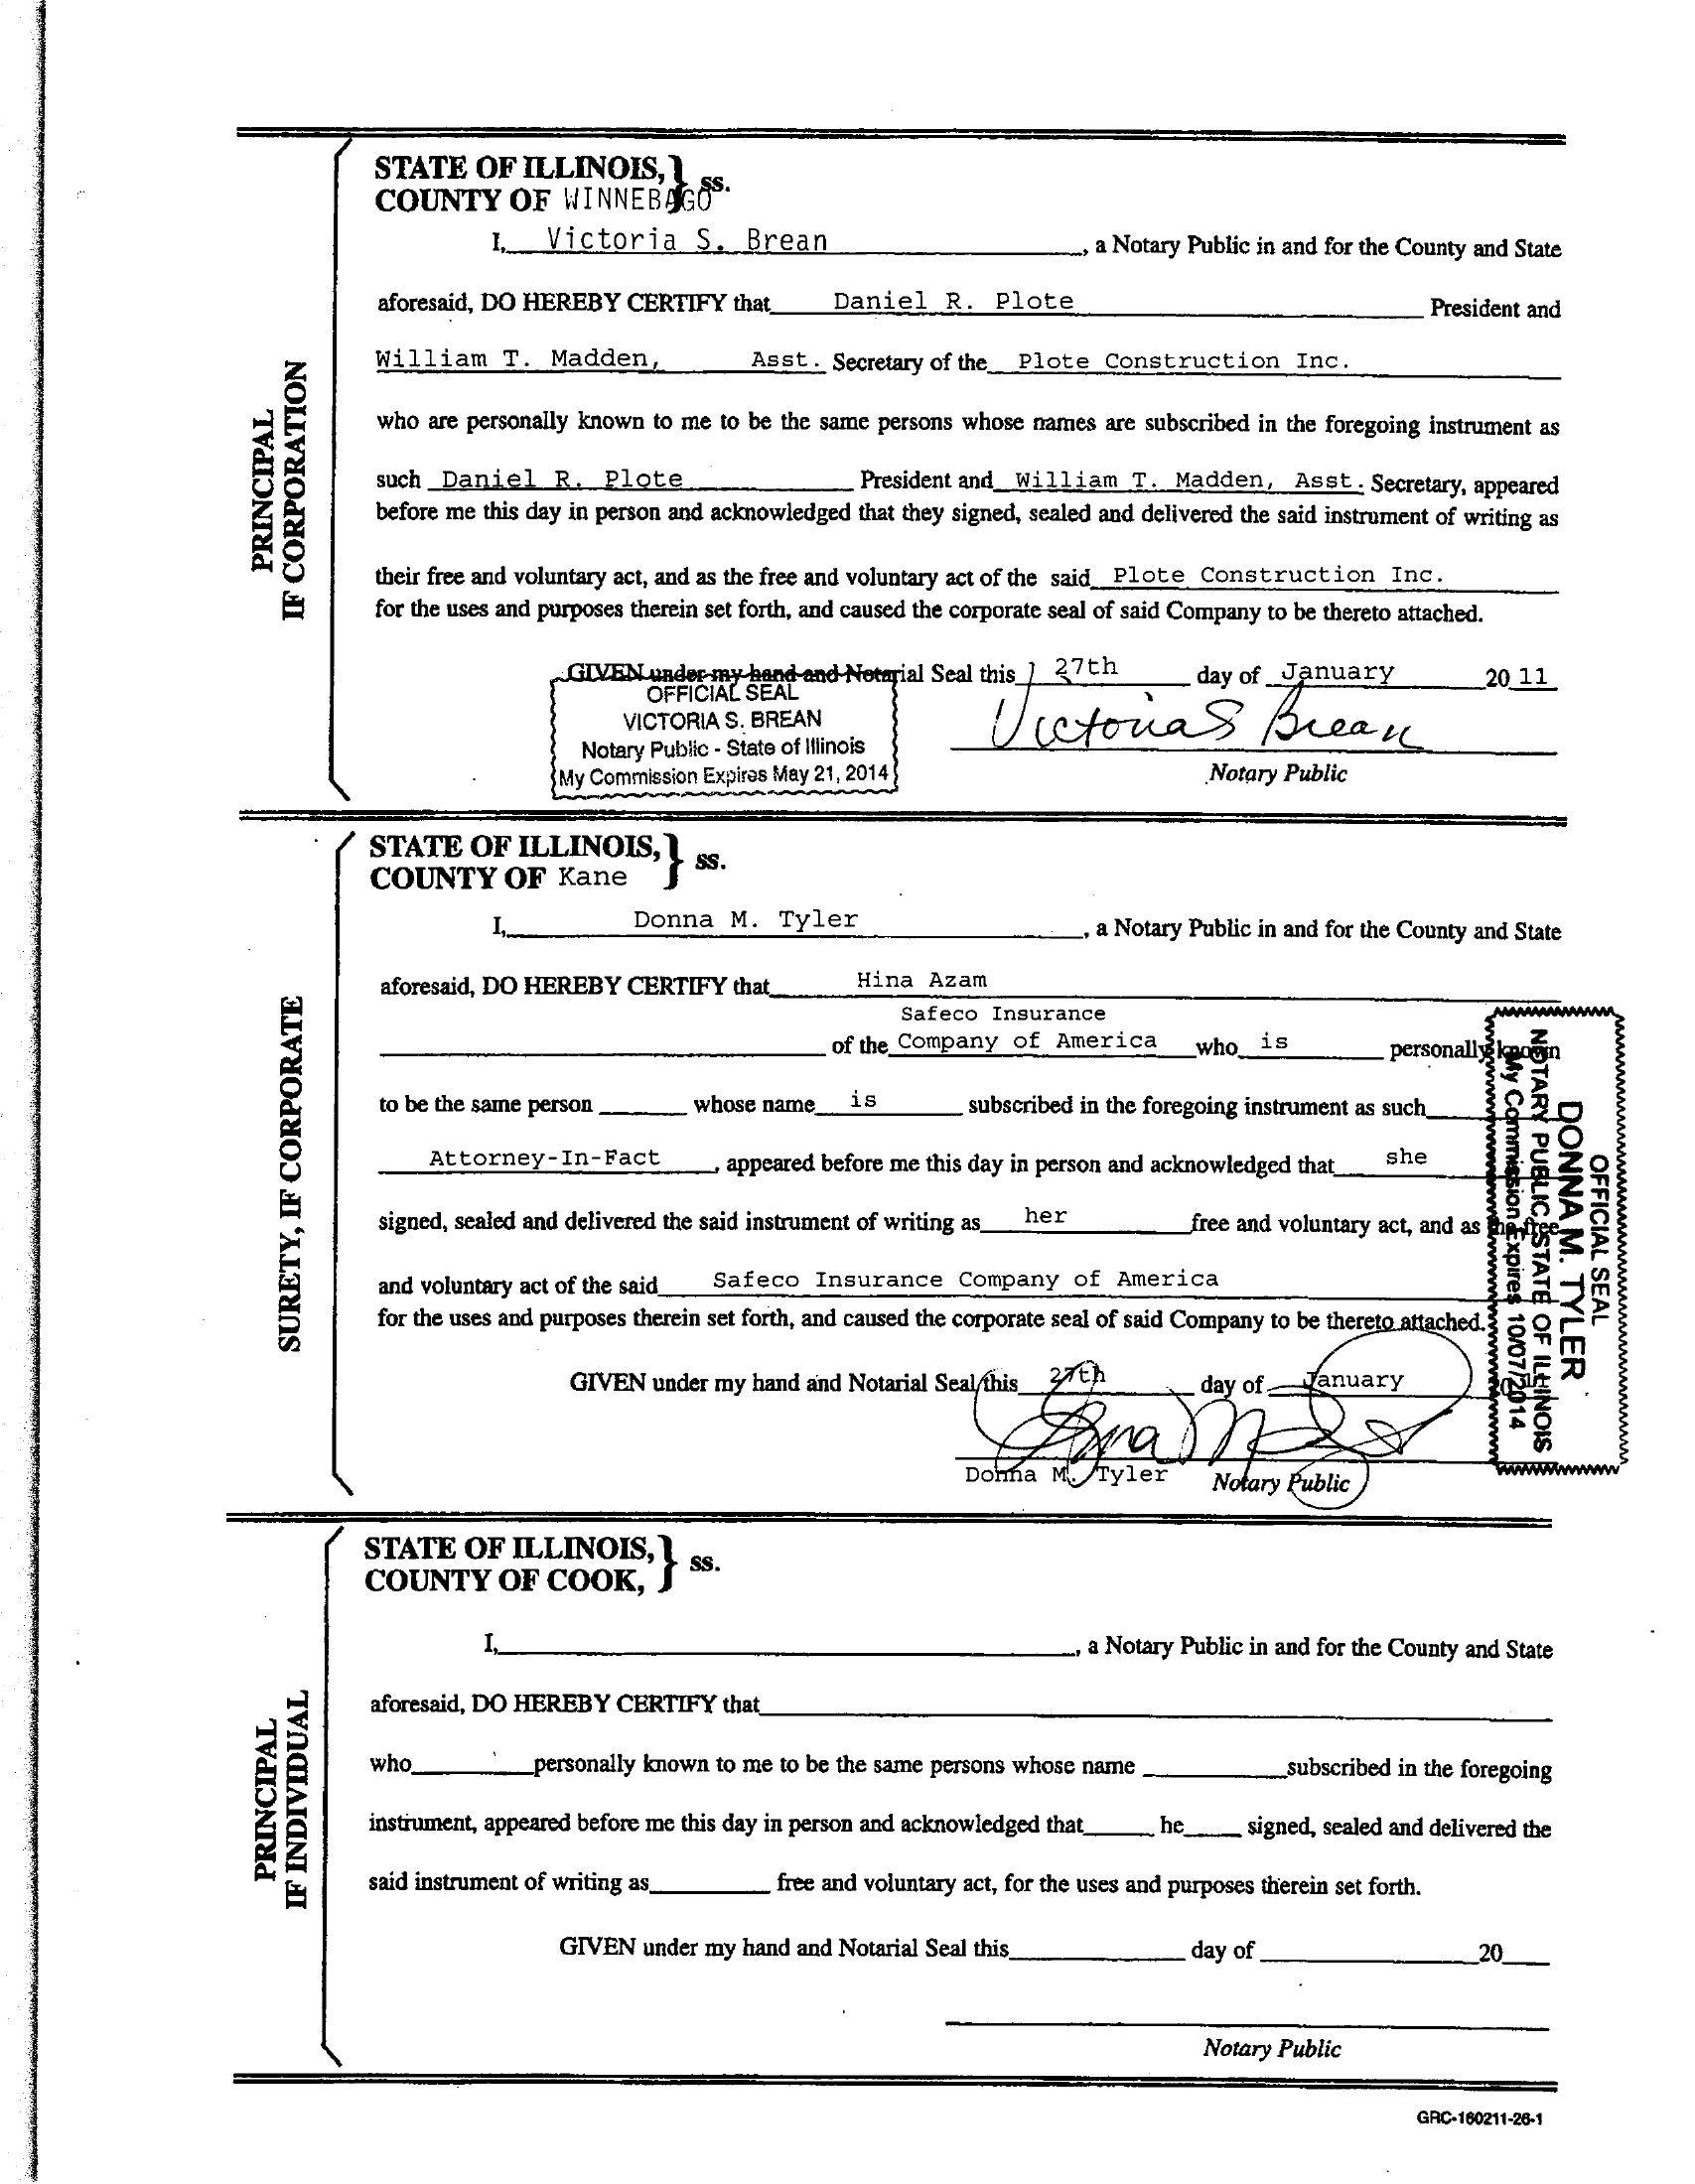 PRINCIPAL
IF CORPORATION
STATE OF ILLINOIS,} ss.
COUNTY OF WINNEBAGO
I, Victoria S. Brean, a Notary Public in and for the County and State
aforesaid, DO HEREBY CERTIFY that Daniel R. Plote President and
William T. Madden, Asst. Secretary of the Plote Construction Inc.
who are personally known to me to be the same persons whose names are subscribed in the foregoing instrument as
such Daniel R. Plote President and William T. Madden, Asst. Secretary, appeared
before me this day in person and acknowledged that they signed, sealed and delivered the said instrument of writing as
their free and voluntary act, and as the free and voluntary act of the said Plote Construction Inc.
for the uses and purposes therein set forth, and caused the corporate seal of said Company to be thereto attached.
GIVEN under my hand and Notarial Seal this 27th day of January 20 11
OFFICIAL SEAL
VICTORIA S. BREAN
Notary Public - State of Illinois
My Commission Expires May 21, 2014
Victoria S Brean
Notary Public
SURETY, IF CORPORATE
STATE OF ILLINOIS,} ss.
COUNTY OF Kane
I, Donna M. Tyler, a Notary Public in and for the County and State
aforesaid, DO HEREBY CERTIFY that Hina Azam
Safeco Insurance
of the Company of America who is personally known
to be the same person whose name is subscribed in the foregoing instrument as such
Attorney-In-Fact, appeared before me this day in person and acknowledged that she
signed, sealed and delivered the said instrument of writing as her free and voluntary act, and as the free
and voluntary act of the said Safeco Insurance Company of America
for the uses and purposes therein set forth, and caused the corporate seal of said Company to be thereto attached.
GIVEN under my hand and Notarial Seal this 27th day of January
OFFICIAL SEAL
DONNA M. TYLER
NOTARY PUBLIC, STATE OF ILLINOIS
My Commission Expires 10/07/2014
Donna M. Tyler Notary Public
PRINCIPAL
IF INDIVIDUAL
STATE OF ILLINOIS,} ss.
COUNTY OF COOK,
I, , a Notary Public in and for the County and State
aforesaid, DO HEREBY CERTIFY that
who personally known to me to be the same persons whose name subscribed in the foregoing
instrument, appeared before me this day in person and acknowledged that he signed, sealed and delivered the
said instrument of writing as free and voluntary act, for the uses and purposes therein set forth.
GIVEN under my hand and Notarial Seal this day of 20
Notary Public
GRC-160211-26-1